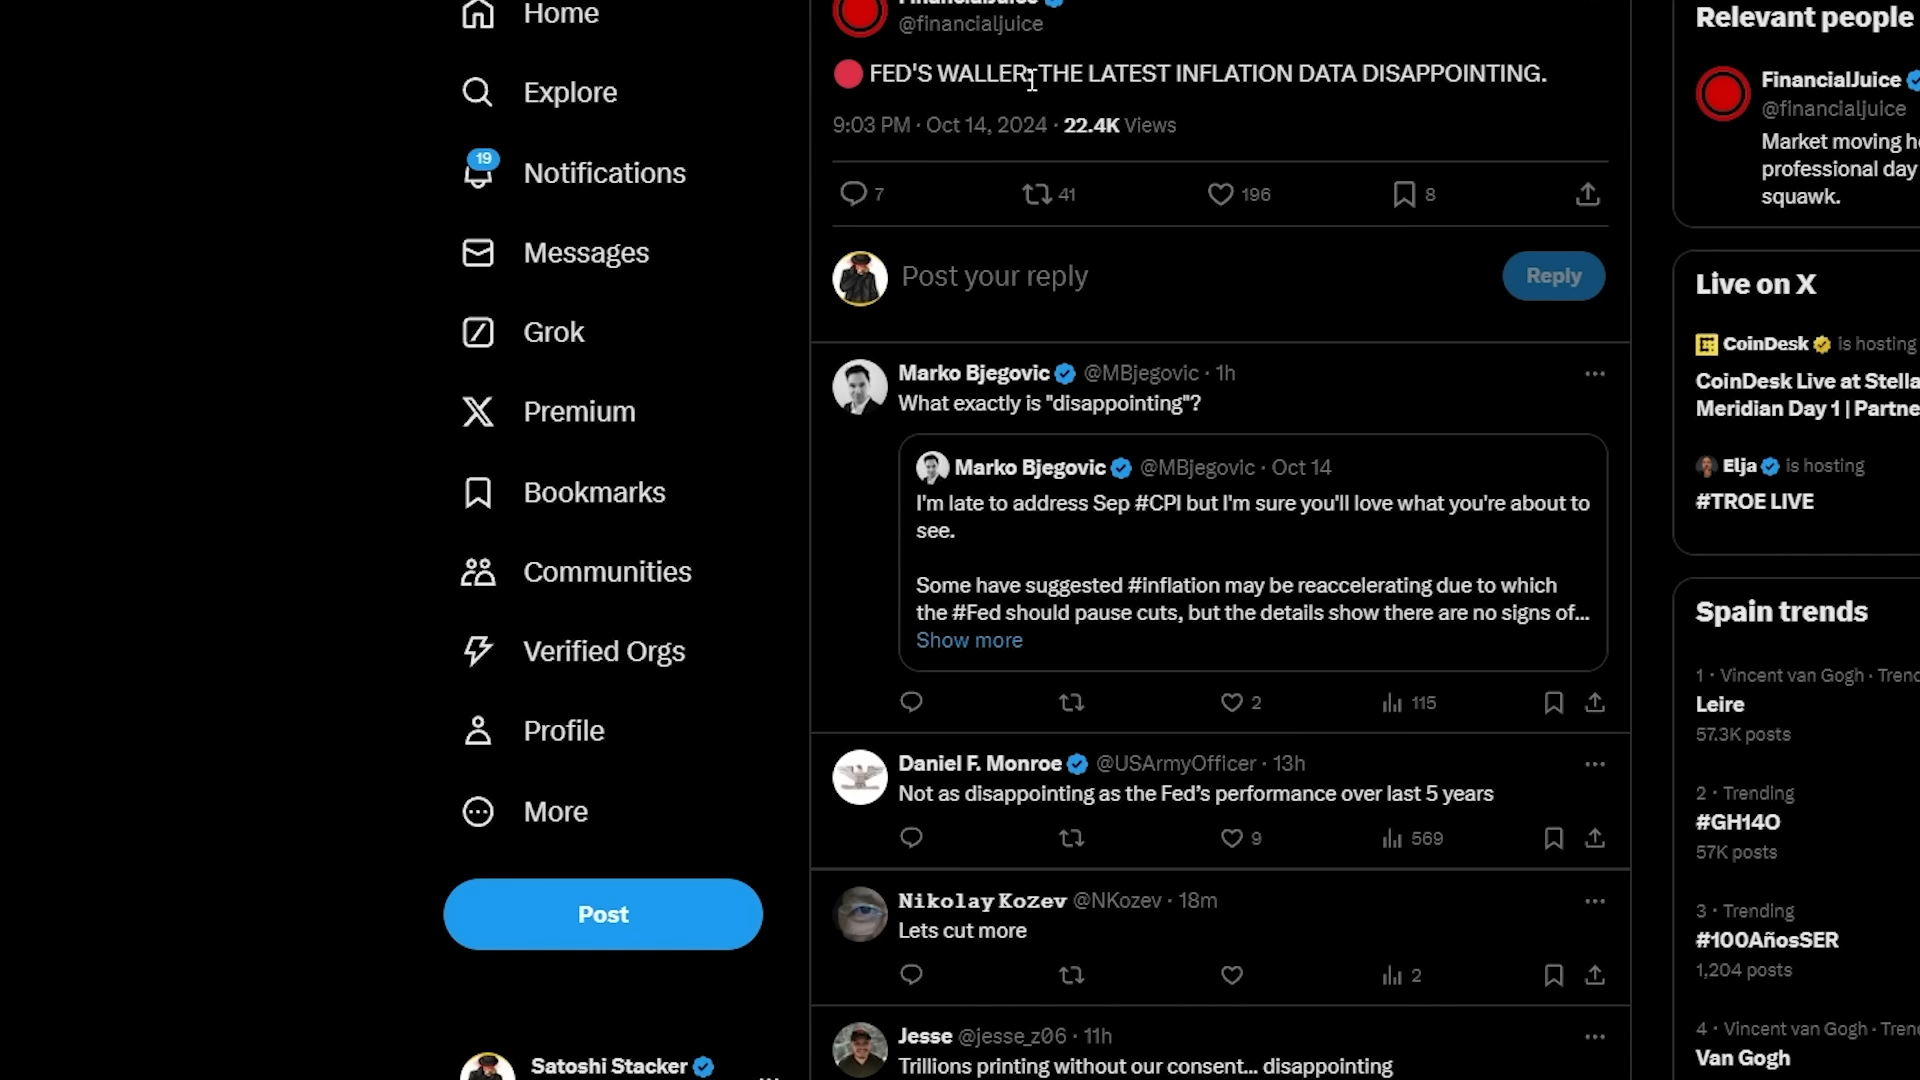 Home
Explore
19
Notifications
Messages
Grok
Premium
Bookmarks
Communities
Verified Orgs
Profile
More
Post
Satoshi Stacker
FinancialJuice
@financialjuice
FED'S WALLER: THE LATEST INFLATION DATA DISAPPOINTING.
9:03 PM · Oct 14, 2024 · 22.4K Views
7 41 196 8
Post your reply
Reply
Marko Bjegovic @MBjegovic · 1h
What exactly is "disappointing"?
Marko Bjegovic @MBjegovic · Oct 14
I'm late to address Sep #CPI but I'm sure you'll love what you're about to
see.
Some have suggested #inflation may be reaccelerating due to which
the #Fed should pause cuts, but the details show there are no signs of...
Show more
2 115
Daniel F. Monroe @USArmyOfficer · 13h
Not as disappointing as the Fed's performance over last 5 years
9 569
Nikolay Kozev @NKozev · 18m
Lets cut more
2
Jesse @jesse_z06 · 11h
Trillions printing without our consent... disappointing
Relevant people
FinancialJuice
@financialjuice
Market moving he
professional day
squawk.
Live on X
CoinDesk is hosting
CoinDesk Live at Stella
Meridian Day 1 | Partne
Elja is hosting
#TROE LIVE
Spain trends
1 · Vincent van Gogh · Tren
Leire
57.3K posts
2 · Trending
#GH14O
57K posts
3 · Trending
#100AñosSER
1,204 posts
4 · Vincent van Gogh · Tren
Van Gogh